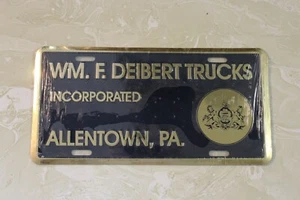 WM. F. DEIBERT TRUCKS
INCORPORATED
ALLENTOWN, PA.